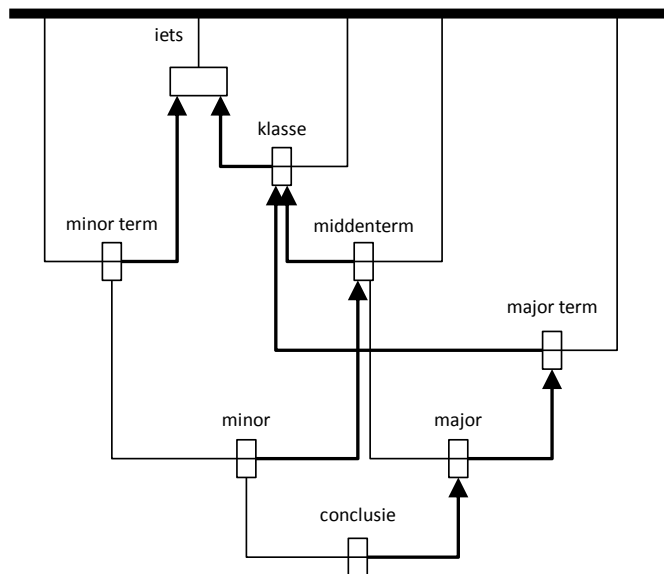 iets
klasse
minor term
middenterm
major term
minor
major
conclusie